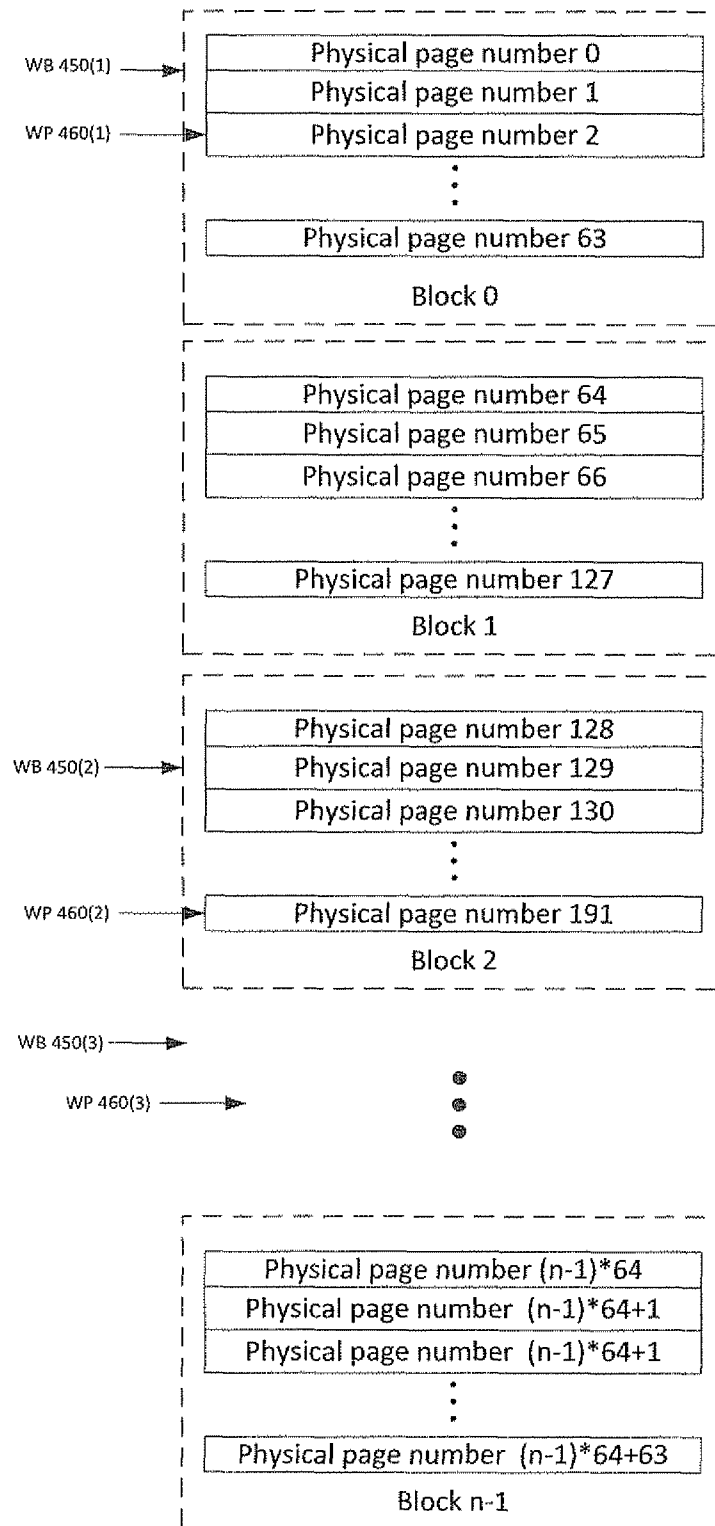 Physical page number 0
WB 450(1)
Physical page number 1
WP 460(1)
Physical page number 2
Physical page number 63
Block 0
Physical page number 64
Physical page number 65
Physical page number 66
Physical page number 127
Block 1
Physical page number 128
WB 450(2)
Physical page number 129
Physical page number 130
WP 460(2)
Physical page number 191
Block 2
WB 450(3)
WP 460(3)
Physical page number (n-1)*64
Physical page number (n-1)*64+1
Physical page number (n-1)*64+1
Physical page number (n-1)*64+63
Block n-1